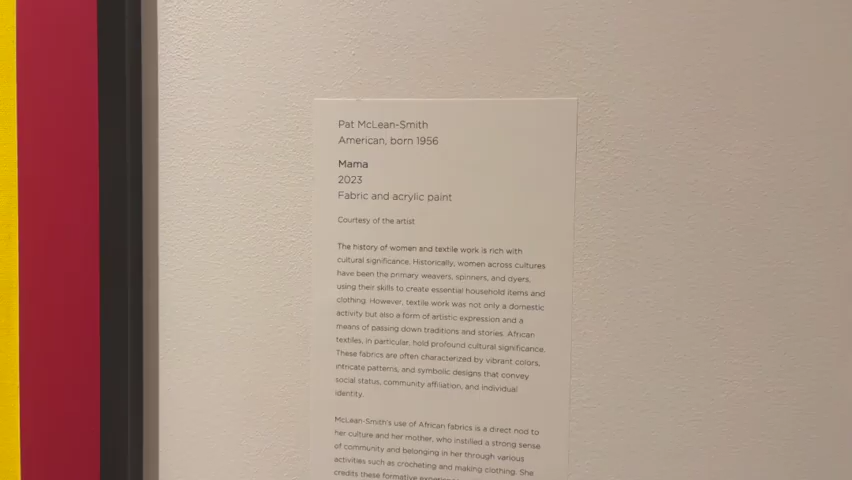 Pat McLean-Smith
American, born 1956
Mama
2023
Fabric and acrylic paint
Courtesy of the artist
The history of women and textile work is rich with
cultural significance. Historically, women across cultures
have been the primary weavers, spinners, and dyers,
using their skills to create essential household items and
clothing. However, textile work was not only a domestic
activity but also a form of artistic expression and a
means of passing down traditions and stories. African
textiles, in particular, hold profound cultural significance.
These fabrics are often characterized by vibrant colors,
intricate patterns, and symbolic designs that convey
social status, community affiliation, and individual
identity.
McLean-Smith's use of African fabrics is a direct nod to
her culture and her mother, who instilled a strong sense
of community and belonging in her through various
activities such as crocheting and making clothing. She
credits these formative